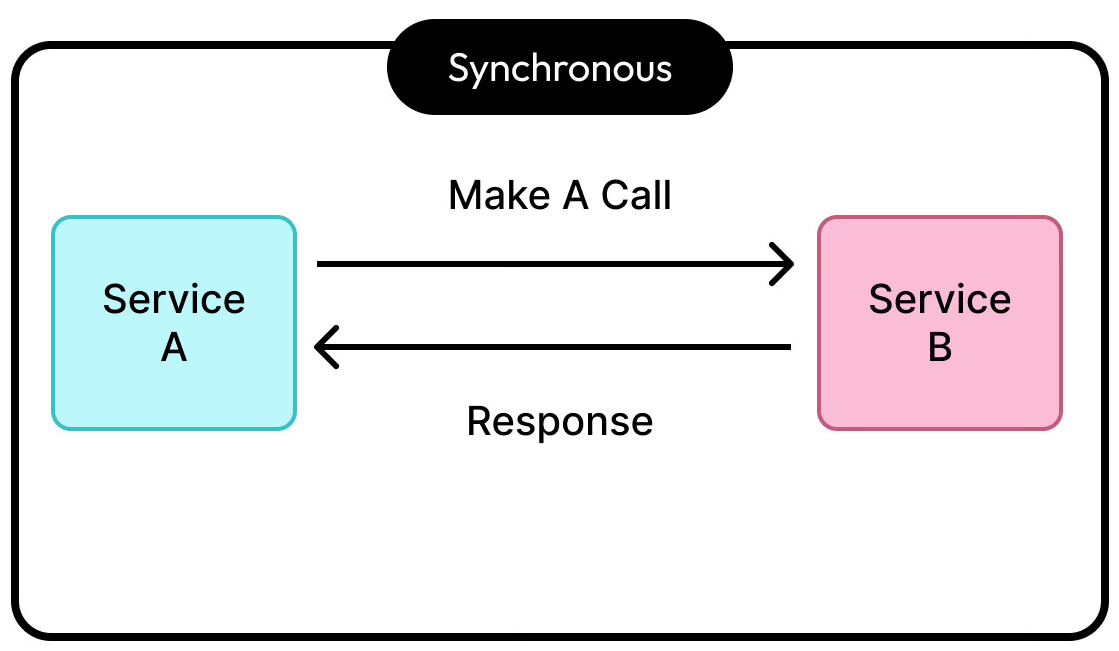 Synchronous
Make A Call
Service
A
Service
B
Response